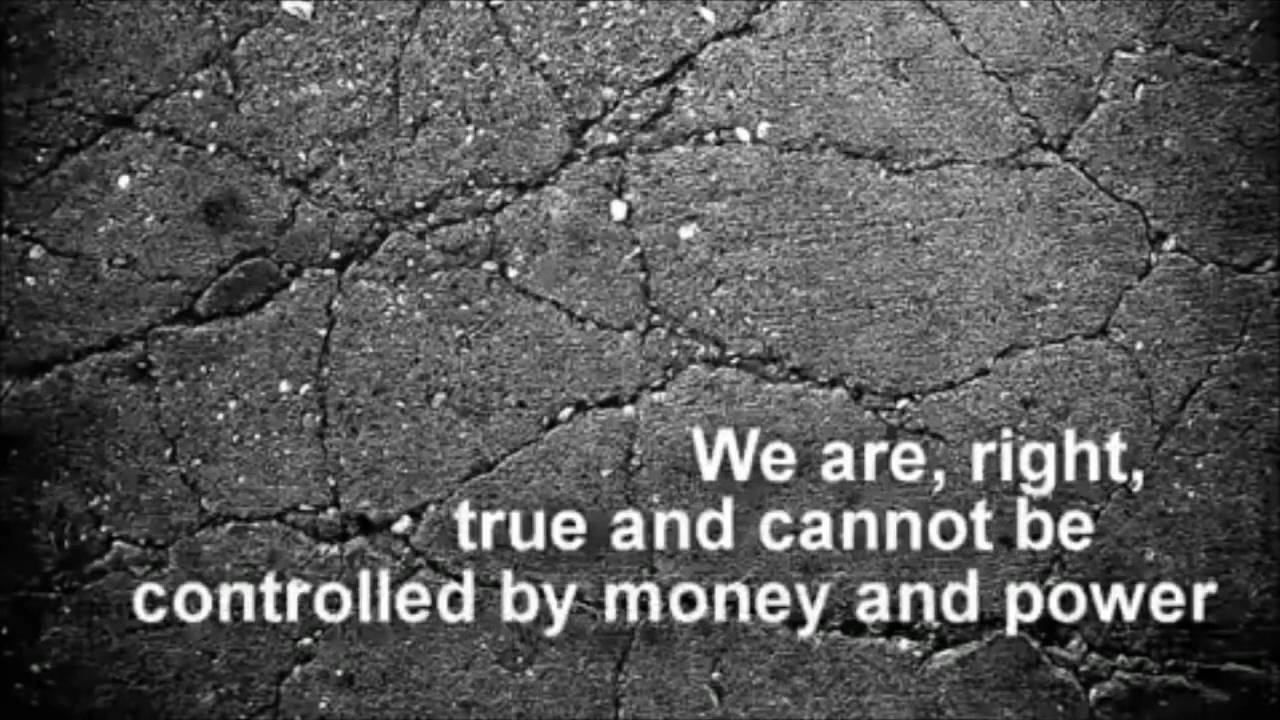 We are, right,
true and cannot be
controlled by money and power